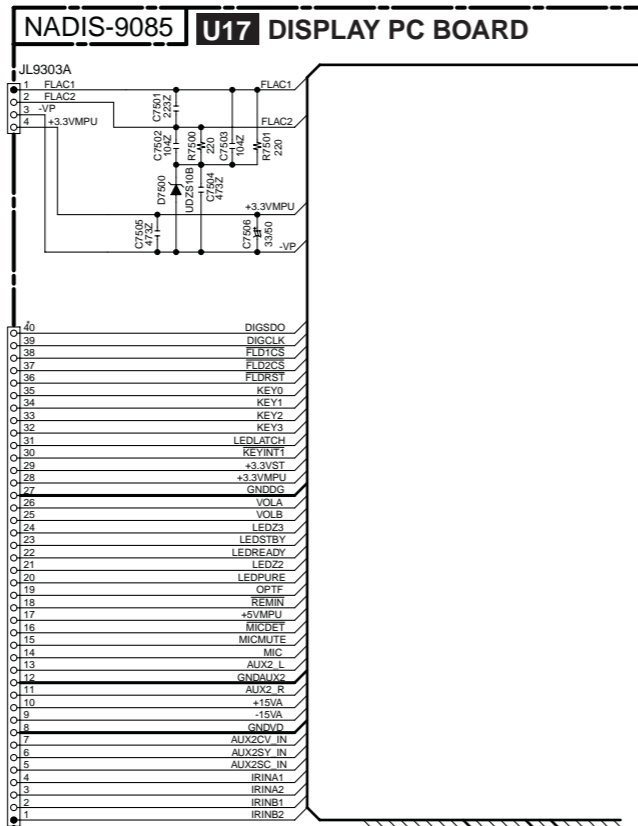 NADIS-9085 U17 DISPLAY PC BOARD
JL9303A
1 FLAC1 FLAC1
2 FLAC2 FLAC2
3 -VP
4 +3.3VMPU
C7501
223Z
C7502
104Z
R7500
220
C7503
104Z
R7501
220
D7500
UDZS10B
C7504
473Z
+3.3VMPU
C7505
473Z
C7506
33/50
-VP
40 DIGSDO
39 DIGCLK
38 FLD1CS
37 FLD2CS
36 FLDRST
35 KEY0
34 KEY1
33 KEY2
32 KEY3
31 LEDLATCH
30 KEYINT1
29 +3.3VST
28 +3.3VMPU
27 GNDDG
26 VOLA
25 VOLB
24 LEDZ3
23 LEDSTBY
22 LEDREADY
21 LEDZ2
20 LEDPURE
19 OPTF
18 REMIN
17 +5VMPU
16 MICDET
15 MICMUTE
14 MIC
13 AUX2_L
12 GNDAUX2
11 AUX2_R
10 +15VA
9 -15VA
8 GNDVD
7 AUX2CV_IN
6 AUX2SY_IN
5 AUX2SC_IN
4 IRINA1
3 IRINA2
2 IRINB1
1 IRINB2